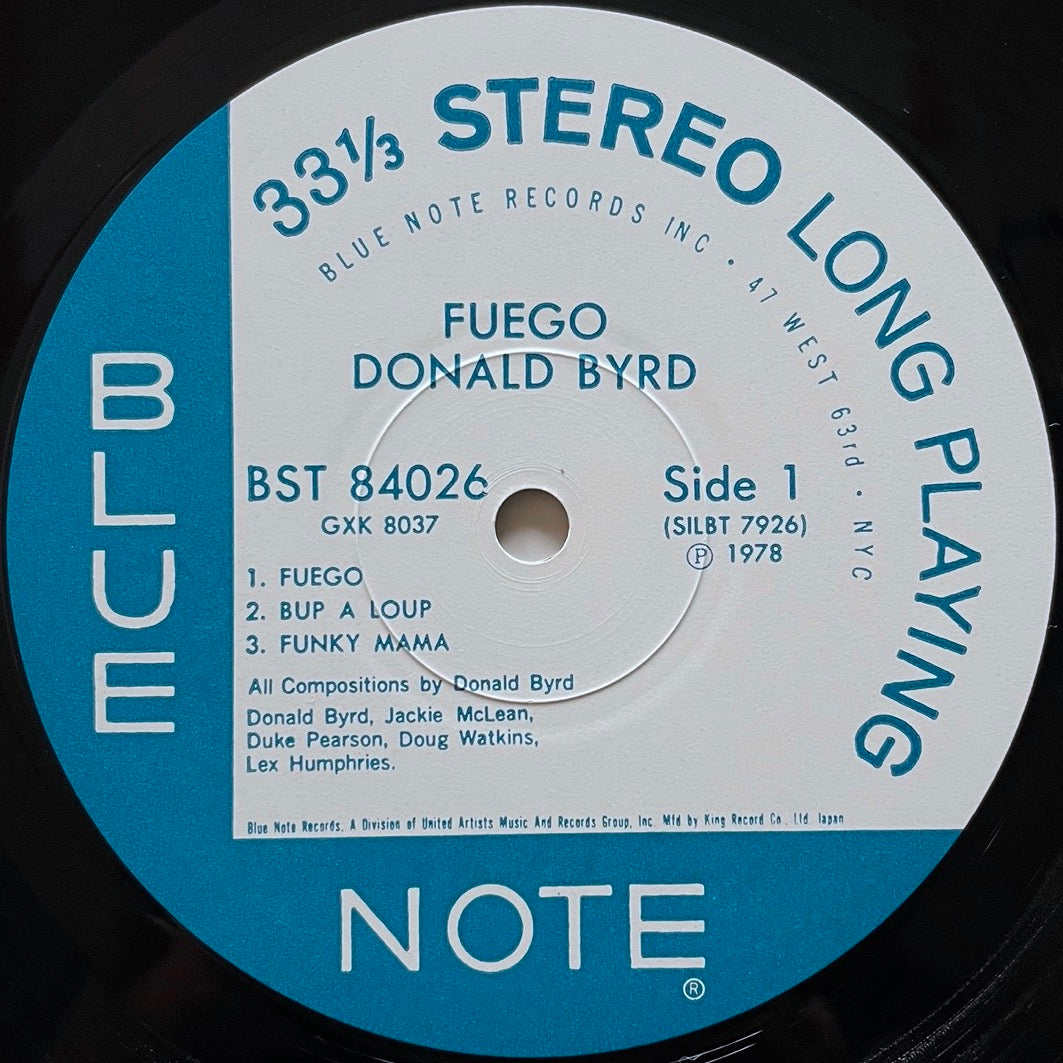 33⅓ STEREO LONG PLAYING
BLUE NOTE RECORDS INC · 47 WEST 63rd · NYC
FUEGO
DONALD BYRD
BST 84026
Side 1
GXK 8037
(SILBT 7926)
℗ 1978
1. FUEGO
2. BUP A LOUP
3. FUNKY MAMA
All Compositions by Donald Byrd
Donald Byrd, Jackie McLean,
Duke Pearson, Doug Watkins,
Lex Humphries.
Blue Note Records, A Division of United Artists Music And Records Group, Inc. Mfd by King Record Co., Ltd. Japan
BLUE
NOTE
®